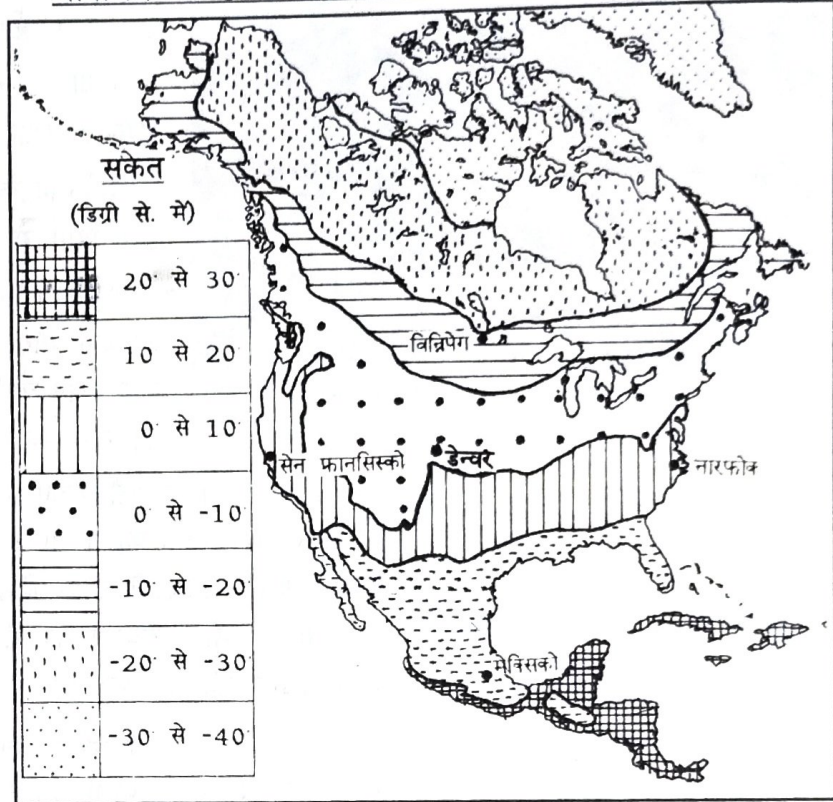 संकेत
(डिग्री से. में)
20° से 30°
10° से 20°
0° से 10°
0° से -10°
-10° से -20°
-20° से -30°
-30° से -40°
विन्निपेग
सेन फ्रानसिस्को
डेन्वर
नारफोक
मेक्सिको